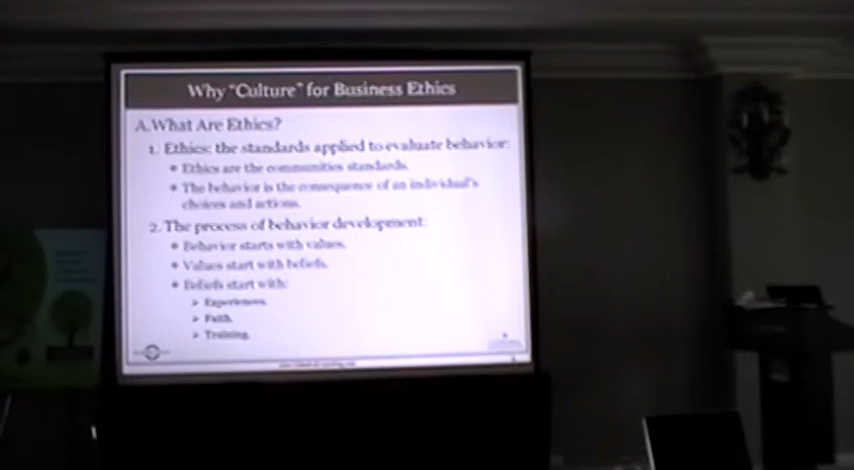 Why "Culture" for Business Ethics
A. What Are Ethics?
1. Ethics: the standards applied to evaluate behavior:
• Ethics are the communities standards.
• The behavior is the consequence of an individual's
choices and actions.
2. The process of behavior development:
• Behavior starts with values.
• Values start with beliefs.
• Beliefs start with:
➤ Experiences.
➤ Faith.
➤ Training.